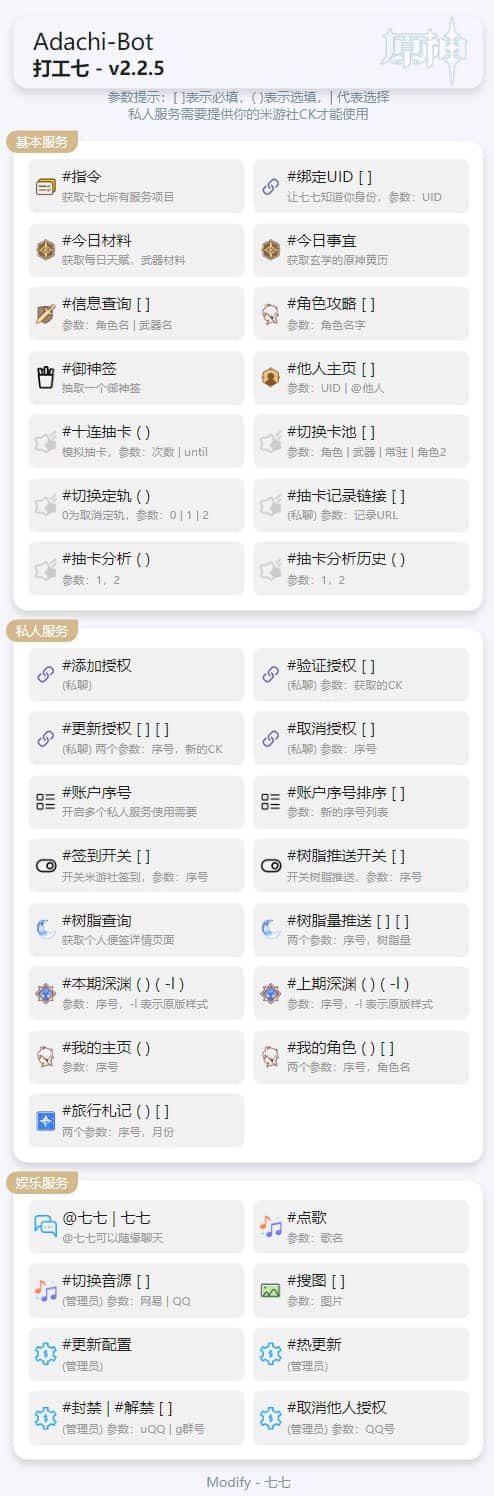 Adachi-Bot
原神
打工七 - v2.2.5
参数提示：[ ]表示必填，( )表示选填，| 代表选择
私人服务需要提供你的米游社CK才能使用
基本服务
#指令
获取七七所有服务项目
#绑定UID [ ]
让七七知道你身份，参数：UID
#今日材料
获取每日天赋，武器材料
#今日事宜
获取玄学的原神黄历
#信息查询 [ ]
参数：角色名 | 武器名
#角色攻略 [ ]
参数：角色名字
#御神签
抽取一个御神签
#他人主页 [ ]
参数：UID | @他人
#十连抽卡 ( )
模拟抽卡，参数：次数 | until
#切换卡池 [ ]
参数：角色 | 武器 | 常驻 | 角色2
#切换定轨 ( )
0为取消定轨，参数：0 | 1 | 2
#抽卡记录链接 [ ]
(私聊) 参数：记录URL
#抽卡分析 ( )
参数：1，2
#抽卡分析历史 ( )
参数：1，2
私人服务
#添加授权
(私聊)
#验证授权 [ ]
(私聊) 参数：获取的CK
#更新授权 [ ] [ ]
(私聊) 两个参数：序号，新的CK
#取消授权 [ ]
(私聊) 参数：序号
#账户序号
开启多个私人服务使用需要
#账户序号排序 [ ]
参数：新的序号列表
#签到开关 [ ]
开关米游社签到，参数：序号
#树脂推送开关 [ ]
开关树脂推送，参数：序号
#树脂查询
获取个人便签详情页面
#树脂量推送 [ ] [ ]
两个参数：序号，树脂量
#本期深渊 ( ) ( -l )
参数：序号，-l 表示原版样式
#上期深渊 ( ) ( -l )
参数：序号，-l 表示原版样式
#我的主页 ( )
参数：序号
#我的角色 ( ) [ ]
两个参数：序号，角色名
#旅行札记 ( ) [ ]
两个参数：序号，月份
娱乐服务
@七七 | 七七
@七七可以随缘聊天
#点歌
参数：歌名
#切换音源 [ ]
(管理员) 参数：网易 | QQ
#搜图 [ ]
参数：图片
#更新配置
(管理员)
#热更新
(管理员)
#封禁 | #解禁 [ ]
(管理员) 参数：uQQ | g群号
#取消他人授权
(管理员) 参数：QQ号
Modify - 七七